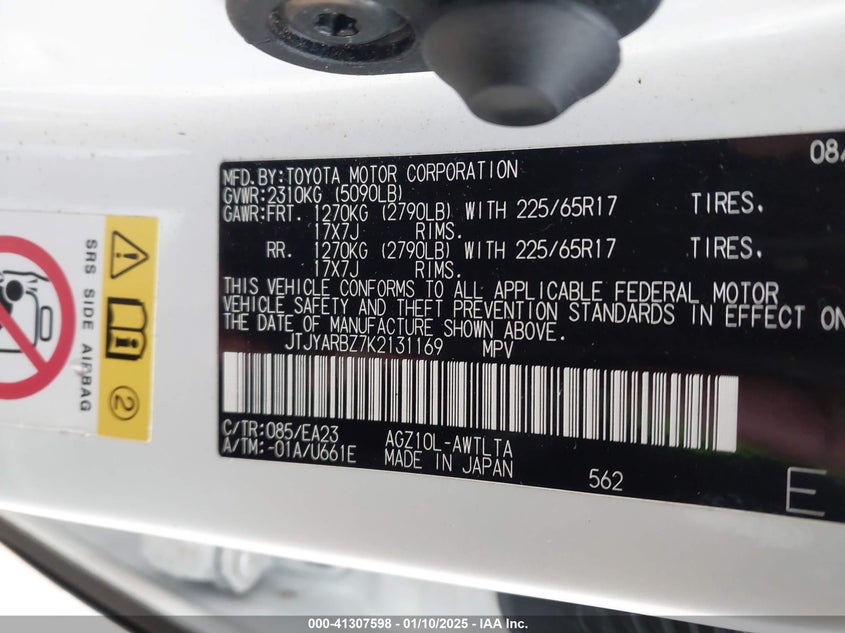 08/
MFD.BY:TOYOTA MOTOR CORPORATION
GVWR:2310KG (5090LB)
GAWR:FRT. 1270KG (2790LB) WITH 225/65R17 TIRES.
17X7J RIMS.
RR. 1270KG (2790LB) WITH 225/65R17 TIRES.
17X7J RIMS.
THIS VEHICLE CONFORMS TO ALL APPLICABLE FEDERAL MOTOR
VEHICLE SAFETY AND THEFT PREVENTION STANDARDS IN EFFECT ON
THE DATE OF MANUFACTURE SHOWN ABOVE.
JTJYARBZ7K2131169 MPV
C/TR:085/EA23 AGZ10L-AWTLTA
A/TM:-01A/U661E MADE IN JAPAN
562
E
SRS SIDE AIRBAG
2
000-41307598 - 01/10/2025 - IAA Inc.